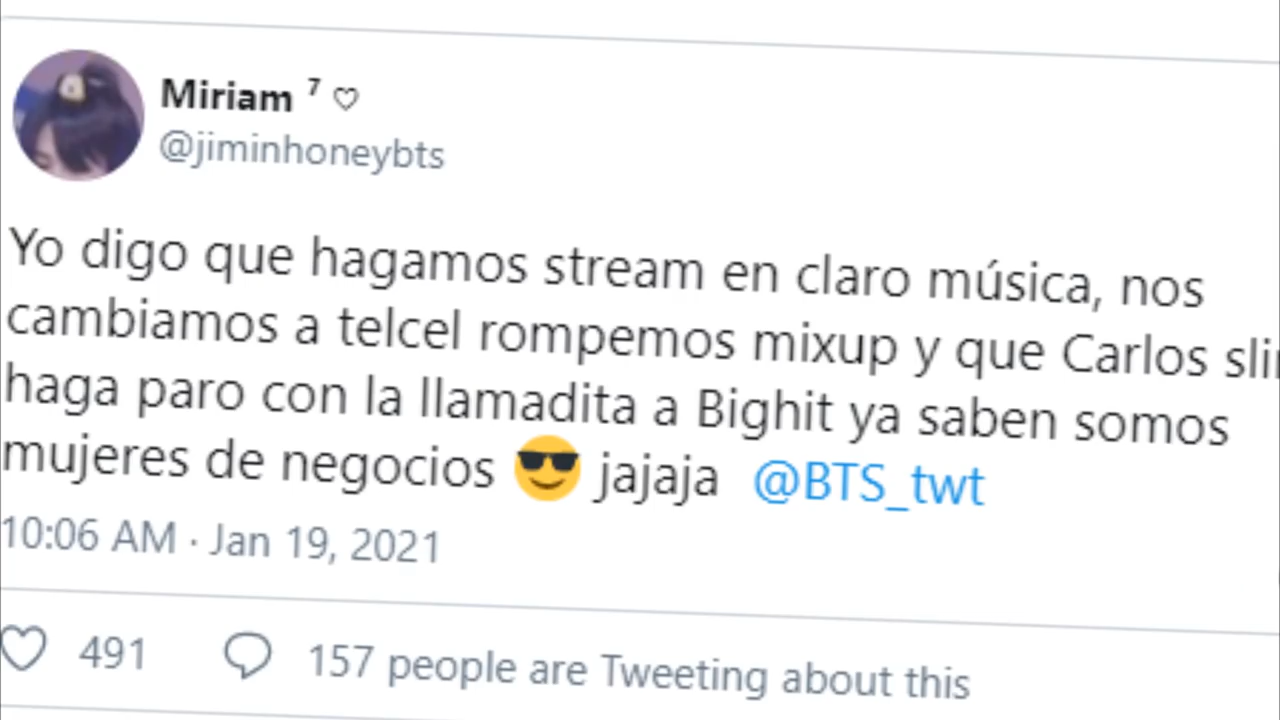 Miriam ⁷ ♡
@jiminhoneybts
Yo digo que hagamos stream en claro música, nos
cambiamos a telcel rompemos mixup y que Carlos
haga paro con la llamadita a Bighit ya saben somos
mujeres de negocios 😎 jajaja @BTS_twt
10:06 AM · Jan 19, 2021
491 157 people are Tweeting about this